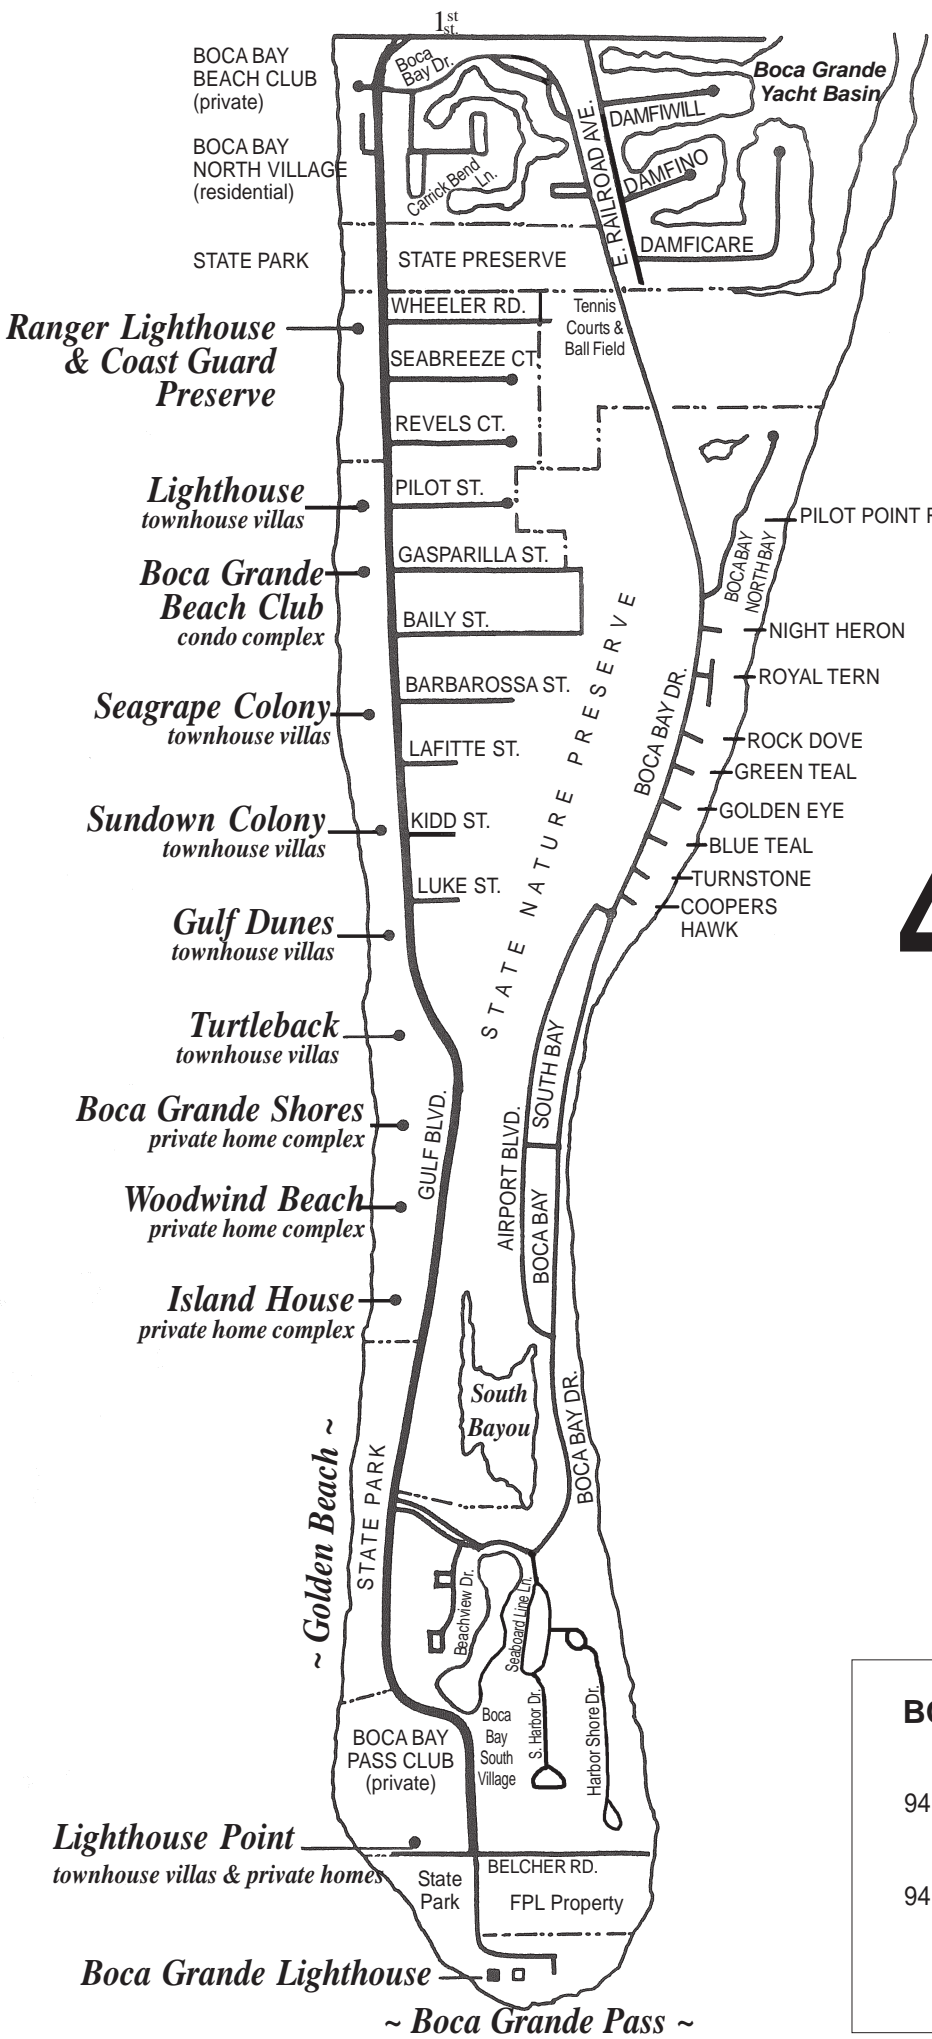 1st
st.
BOCA BAY
BEACH CLUB
(private)
Boca
Bay Dr.
Boca Grande
Yacht Basin
DAMFIWILL
BOCA BAY
NORTH VILLAGE
(residential)
Carrick Bend
Ln.
E. RAILROAD AVE.
DAMFINO
DAMFICARE
STATE PARK
STATE PRESERVE
WHEELER RD.
Tennis
Courts &
Ball Field
Ranger Lighthouse
& Coast Guard
Preserve
SEABREEZE CT.
REVELS CT.
Lighthouse
townhouse villas
PILOT ST.
PILOT POINT
Boca Grande
Beach Club
condo complex
GASPARILLA ST.
BAILY ST.
BOCA BAY
NORTH BAY
NIGHT HERON
ROYAL TERN
Seagrape Colony
townhouse villas
BARBAROSSA ST.
LAFITTE ST.
STATE NATURE PRESERVE
BOCA BAY DR.
ROCK DOVE
GREEN TEAL
GOLDEN EYE
BLUE TEAL
TURNSTONE
COOPERS
HAWK
Sundown Colony
townhouse villas
KIDD ST.
LUKE ST.
Gulf Dunes
townhouse villas
Turtleback
townhouse villas
SOUTH BAY
Boca Grande Shores
private home complex
GULF BLVD.
AIRPORT BLVD.
BOCA BAY
Woodwind Beach
private home complex
Island House
private home complex
South
Bayou
BOCA BAY DR.
~ Golden Beach ~
STATE PARK
Beachview Dr.
Seaboard Line Ln.
S. Harbor Dr.
Harbor Shore Dr.
Boca
Bay
South
Village
BOCA BAY
PASS CLUB
(private)
BO
94
94
Lighthouse Point
townhouse villas & private homes
BELCHER RD.
State
Park
FPL Property
Boca Grande Lighthouse
~ Boca Grande Pass ~